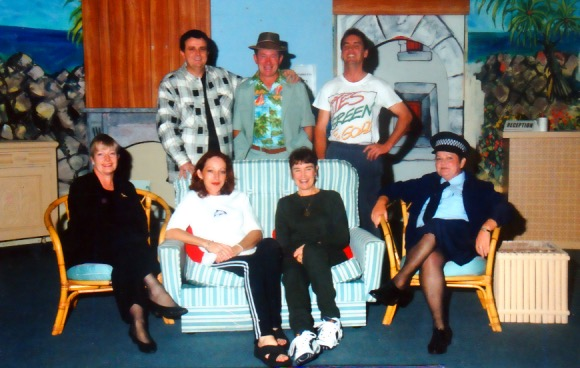 YES
GREEN
RECEPTION